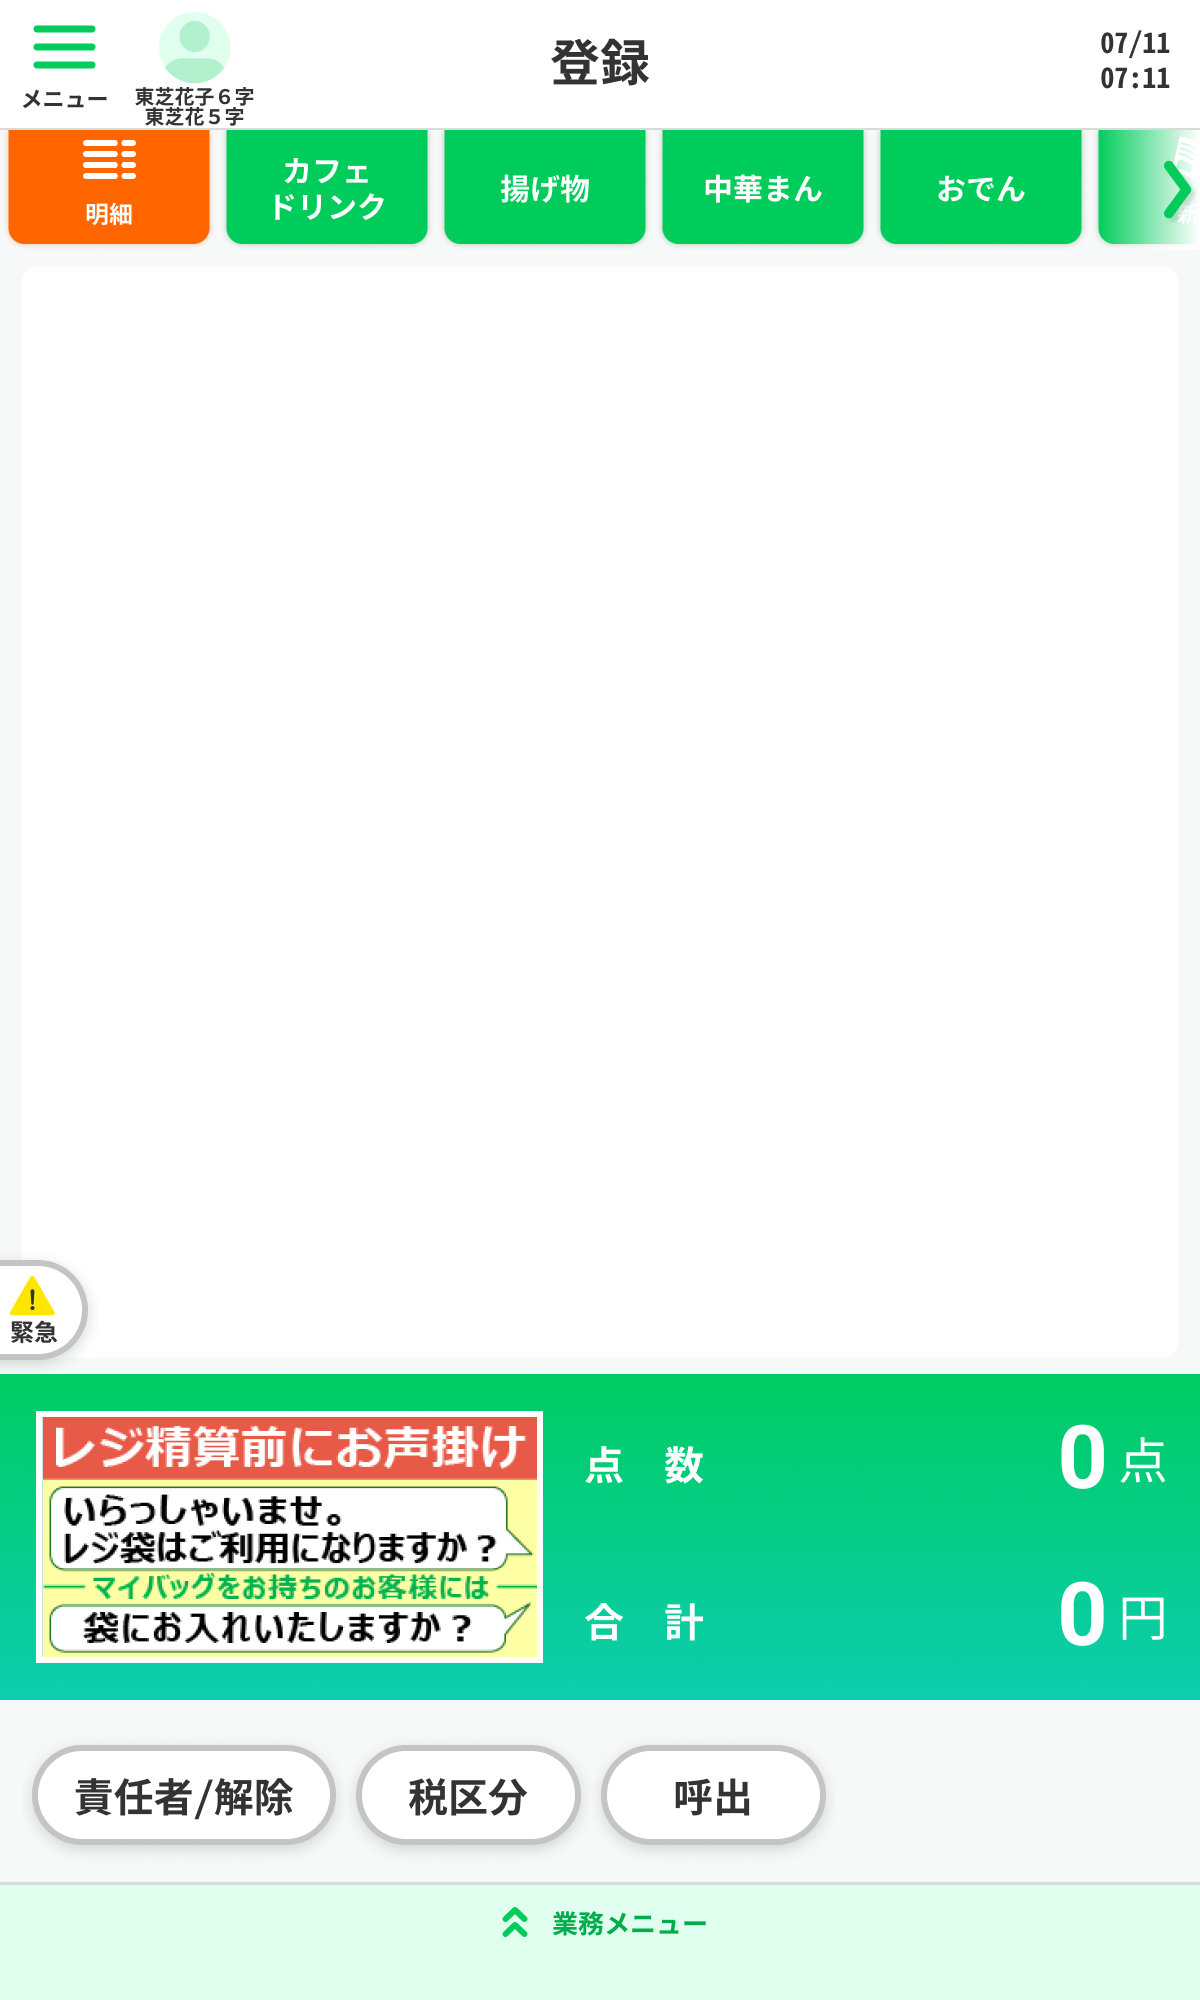 メニュー
東芝花子６字
東芝花５字
登録
07/11
07:11
明細
カフェ
ドリンク
揚げ物
中華まん
おでん
新
緊急
レジ精算前にお声掛け
いらっしゃいませ。
レジ袋はご利用になりますか？
マイバッグをお持ちのお客様には
袋にお入れいたしますか？
点 数
0 点
合 計
0 円
責任者/解除
税区分
呼出
業務メニュー